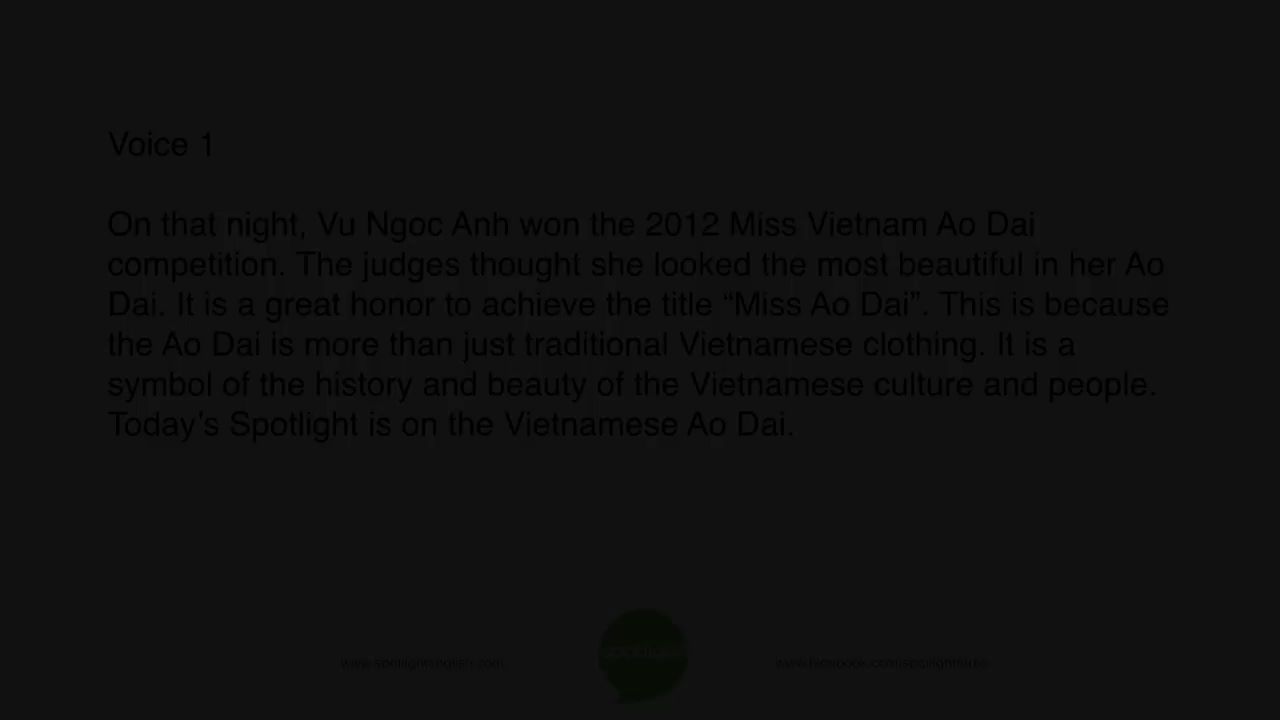 Voice 1
On that night, Vu Ngoc Anh won the 2012 Miss Vietnam Ao Dai
competition. The judges thought she looked the most beautiful in her Ao
Dai. It is a great honor to achieve the title “Miss Ao Dai”. This is because
the Ao Dai is more than just traditional Vietnamese clothing. It is a
symbol of the history and beauty of the Vietnamese culture and people.
Today’s Spotlight is on the Vietnamese Ao Dai.